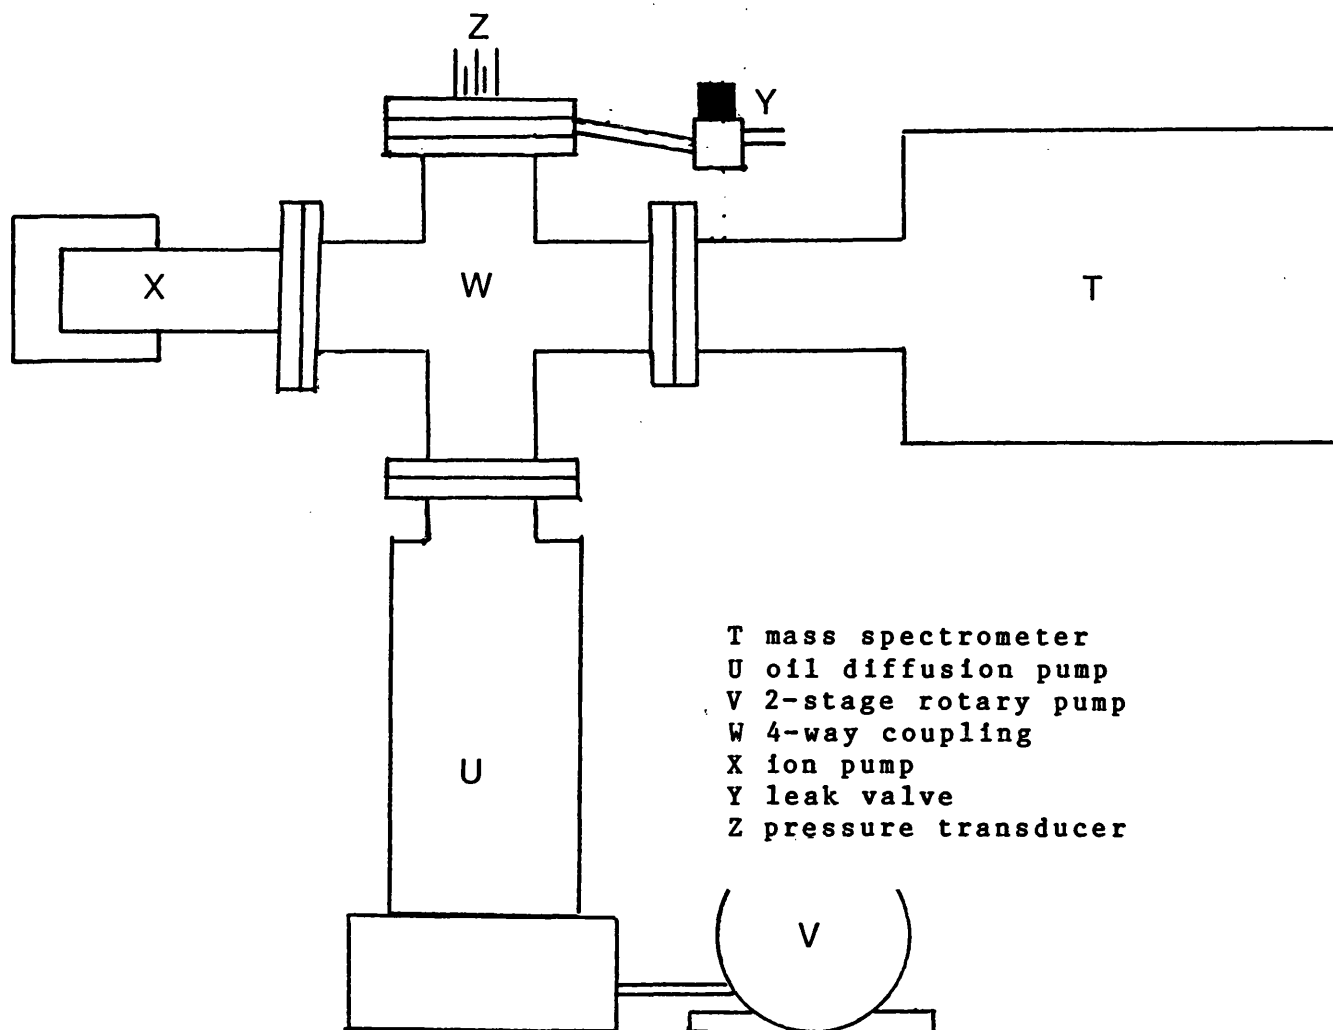 Z
Y
X
W
T
T mass spectrometer
U oil diffusion pump
V 2-stage rotary pump
W 4-way coupling
X ion pump
Y leak valve
Z pressure transducer
U
V